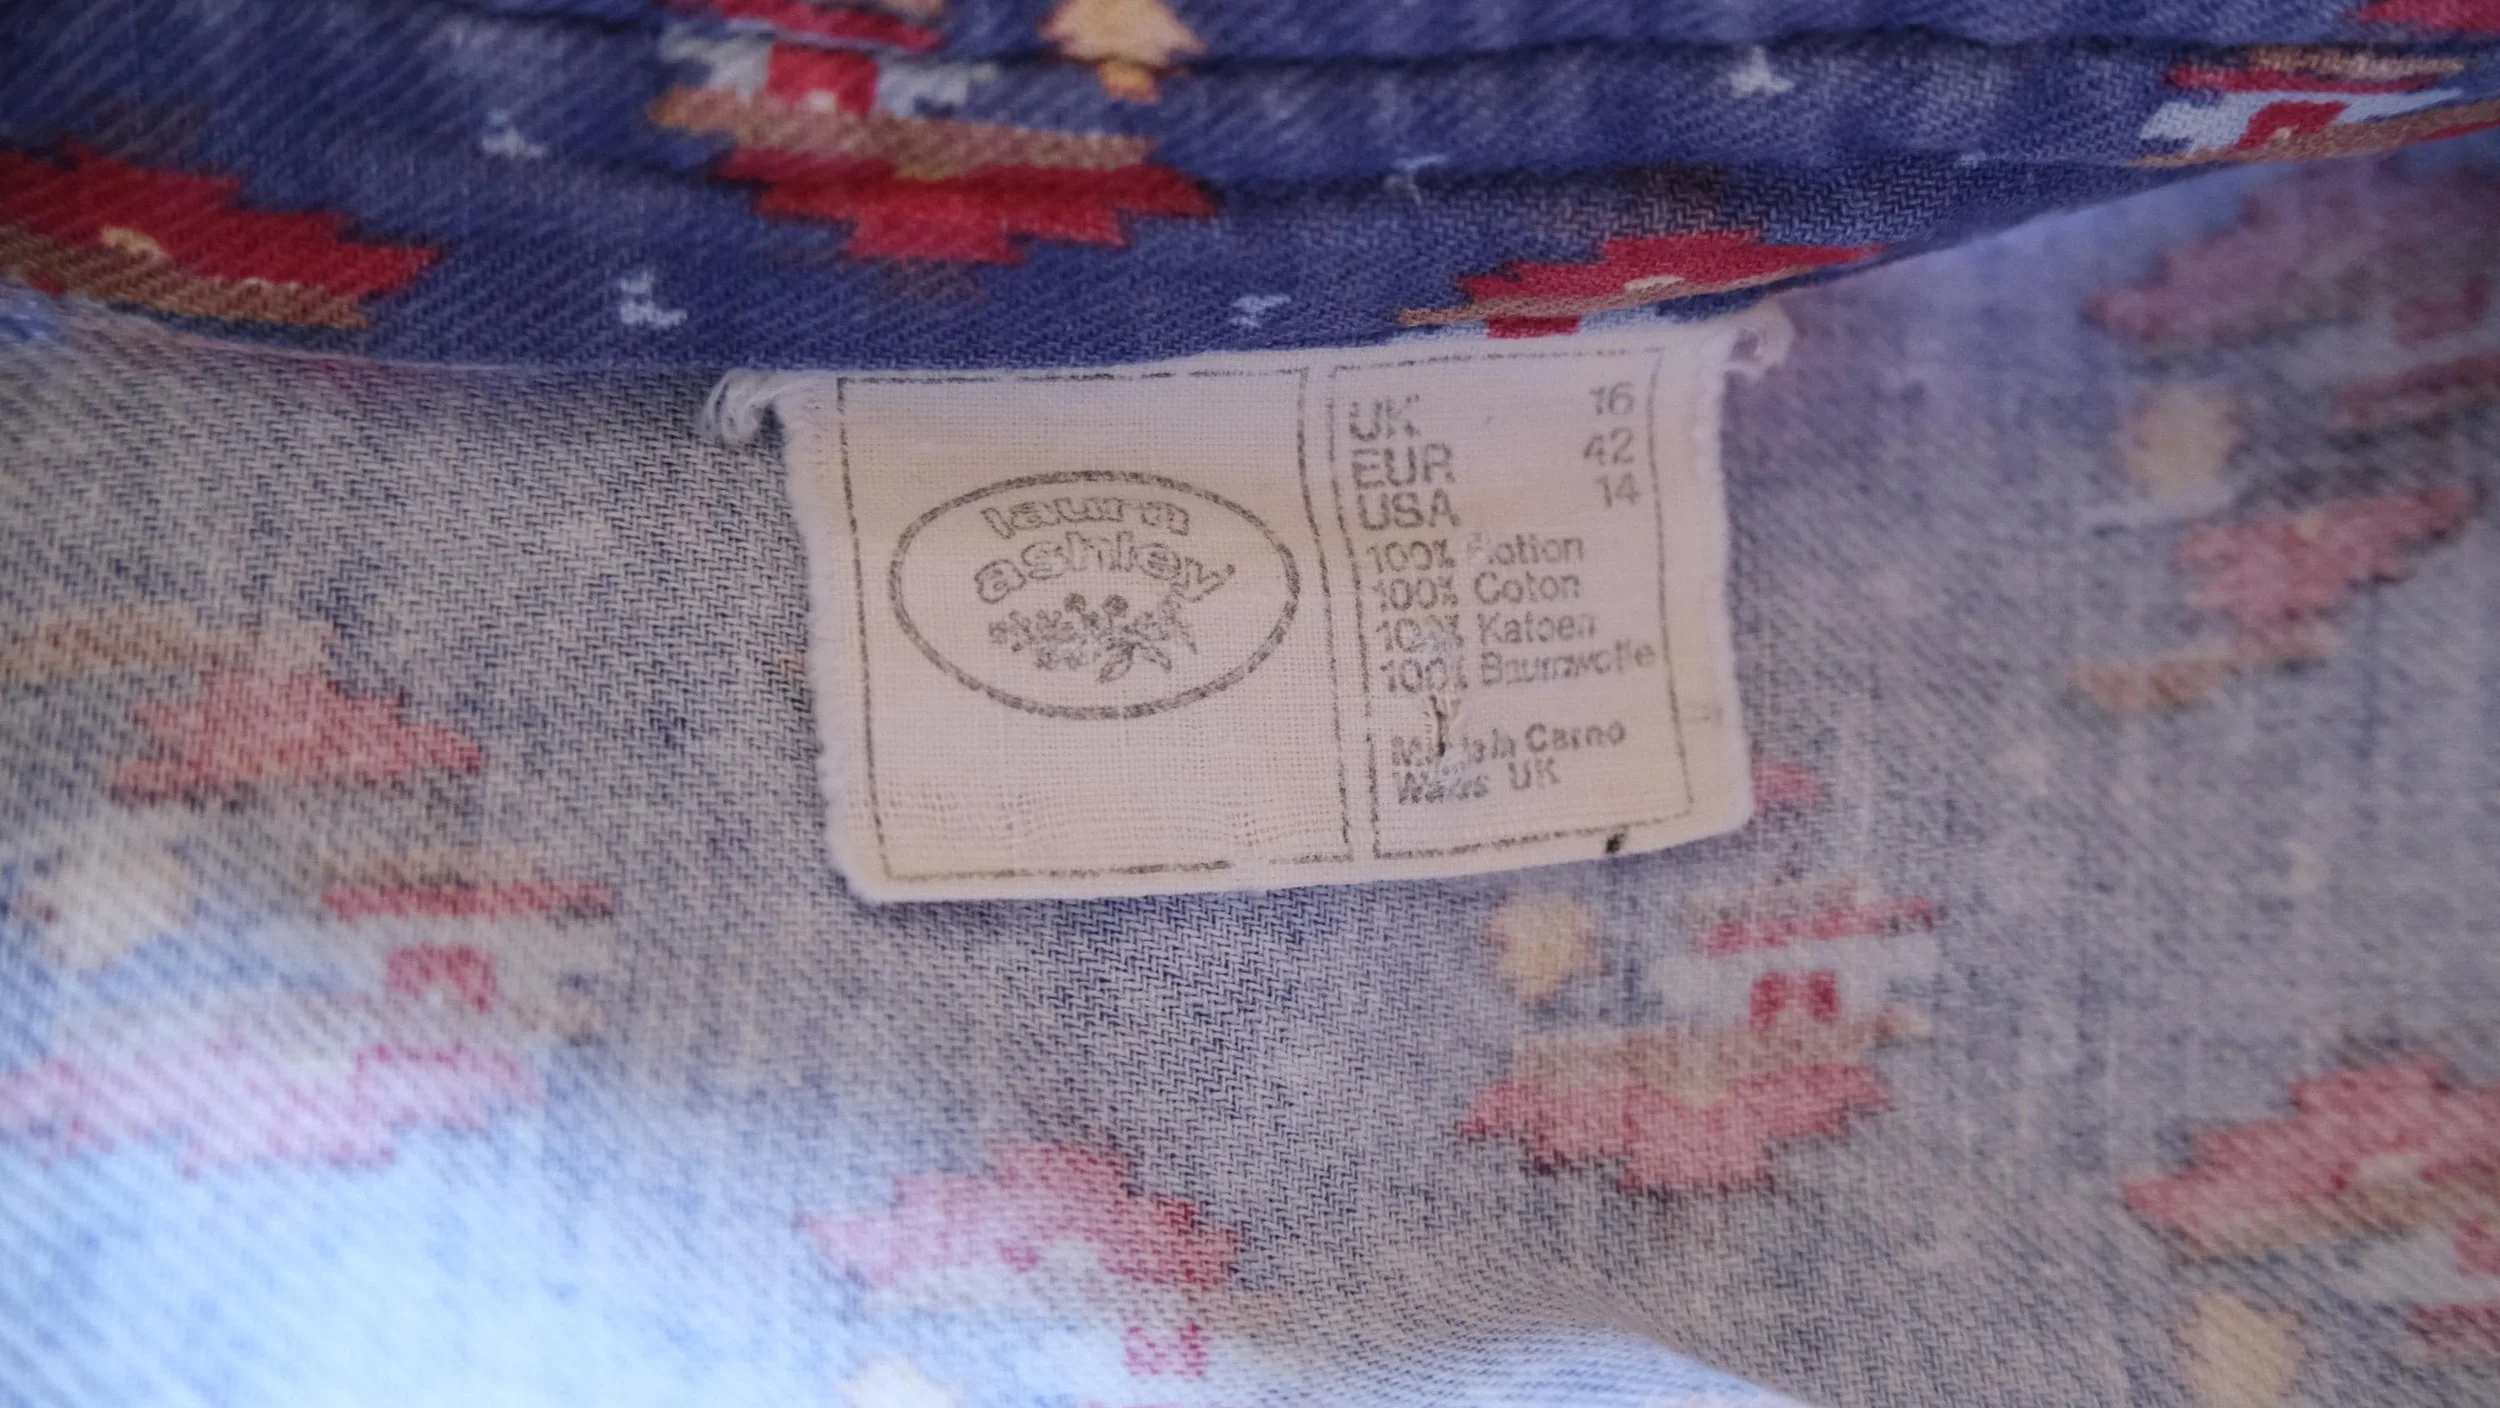 laura
ashley
UK 16
EUR 42
USA 14
100% Cotton
100% Coton
100% Katoen
100% Baumwolle
Made in Carno
Wales UK